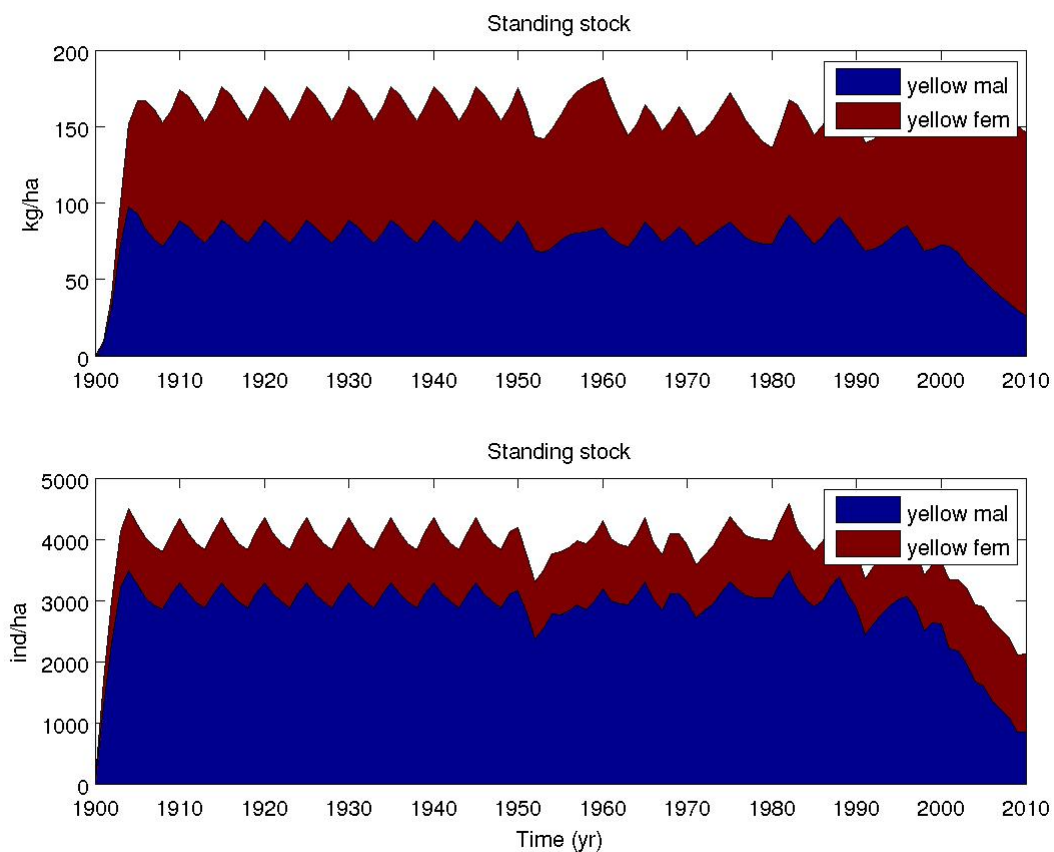 Standing stock
200
150
100
50
0
kg/ha
yellow mal
yellow fem
1900 1910 1920 1930 1940 1950 1960 1970 1980 1990 2000 2010
Standing stock
5000
4000
3000
2000
1000
0
ind/ha
yellow mal
yellow fem
1900 1910 1920 1930 1940 1950 1960 1970 1980 1990 2000 2010
Time (yr)